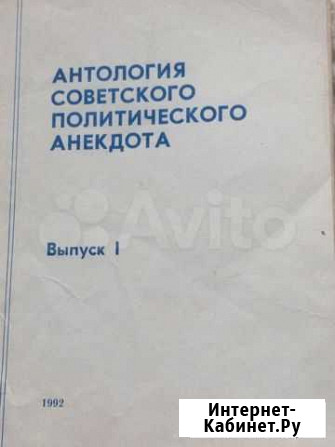 АНТОЛОГИЯ
СОВЕТСКОГО
ПОЛИТИЧЕСКОГО
АНЕКДОТА
Avito
Выпуск I
1992
Интернет-
Кабинет.Ру